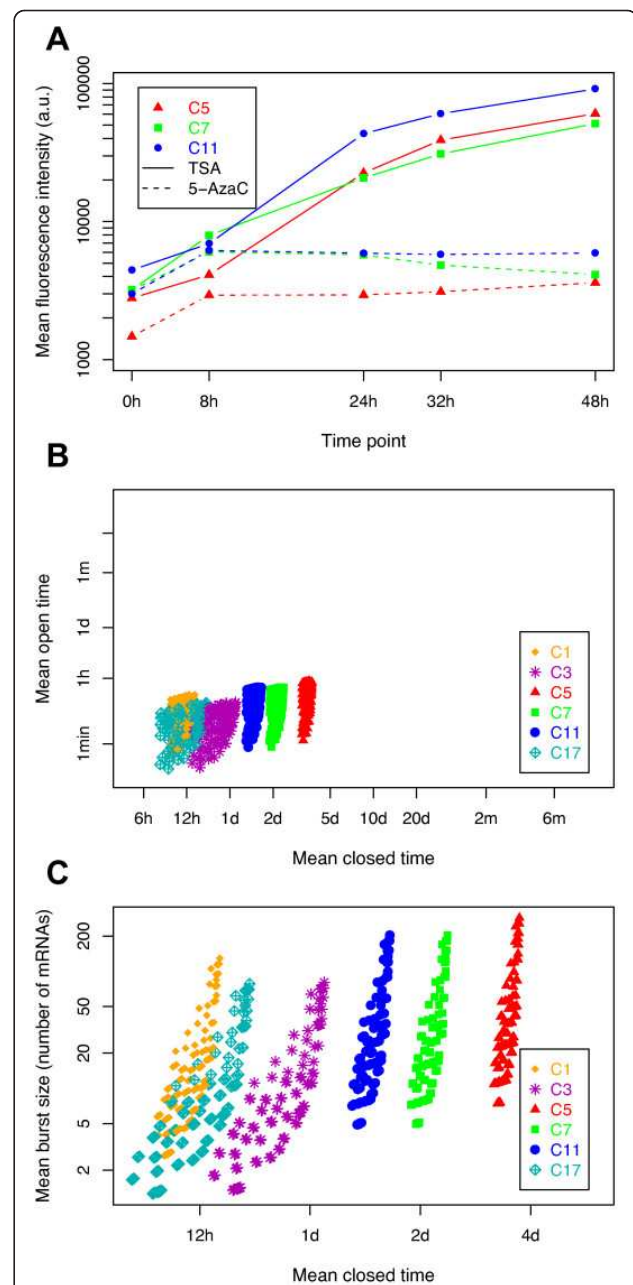 A
Mean fluorescence intensity (a.u.)
100000
10000
1000
C5
C7
C11
TSA
5-AzaC
0h 8h 24h 32h 48h
Time point
B
Mean open time
1m
1d
1h
1min
C1
C3
C5
C7
C11
C17
6h 12h 1d 2d 5d 10d 20d 2m 6m
Mean closed time
C
Mean burst size (number of mRNAs)
200
50
20
5
2
C1
C3
C5
C7
C11
C17
12h 1d 2d 4d
Mean closed time